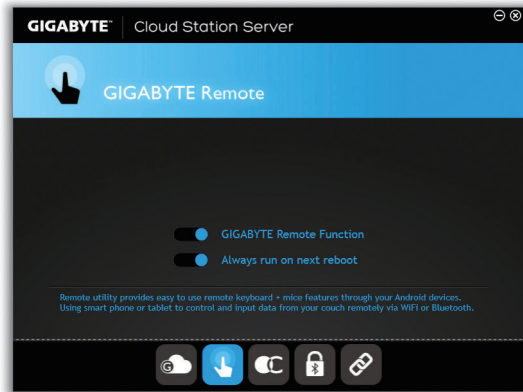 GIGABYTE™ Cloud Station Server
GIGABYTE Remote
GIGABYTE Remote Function
Always run on next reboot
Remote utility provides easy to use remote keyboard + mice features through your Android devices.
Using smart phone or tablet to control and input data from your couch remotely via WiFi or Bluetooth.
G